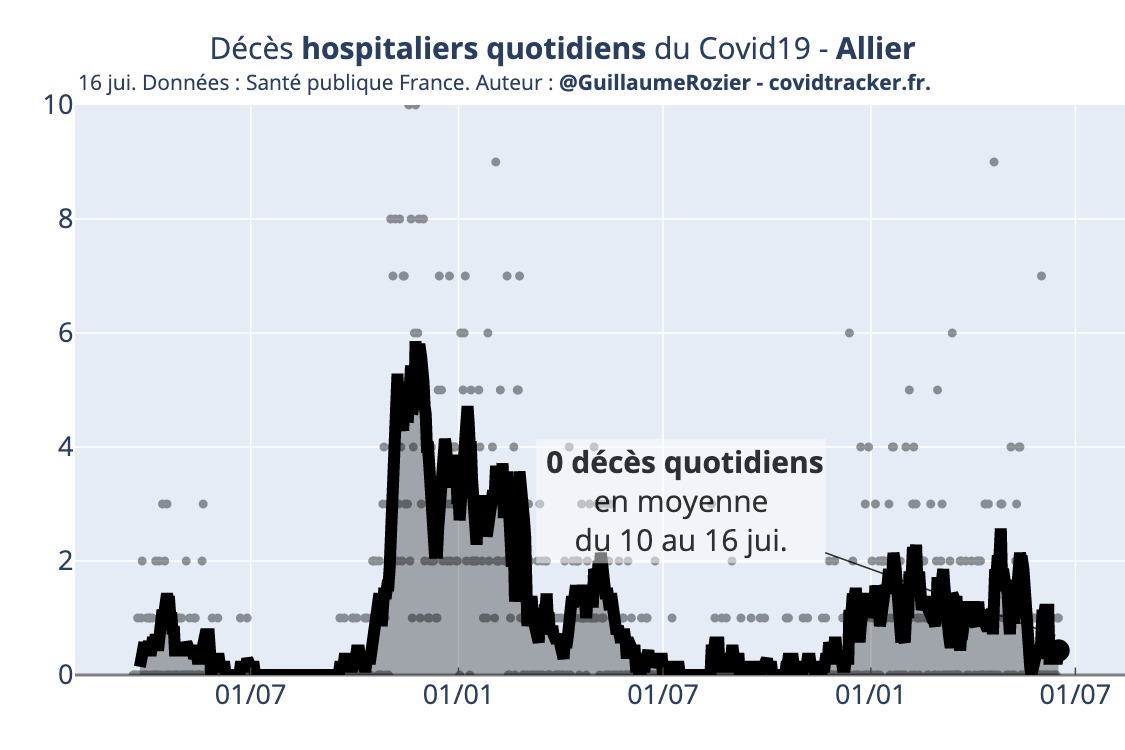 Décès hospitaliers quotidiens du Covid19 - Allier
16 jui. Données : Santé publique France. Auteur : @GuillaumeRozier - covidtracker.fr.
10
8
6
4
2
0
0 décès quotidiens
en moyenne
du 10 au 16 jui.
01/07 01/01 01/07 01/01 01/07